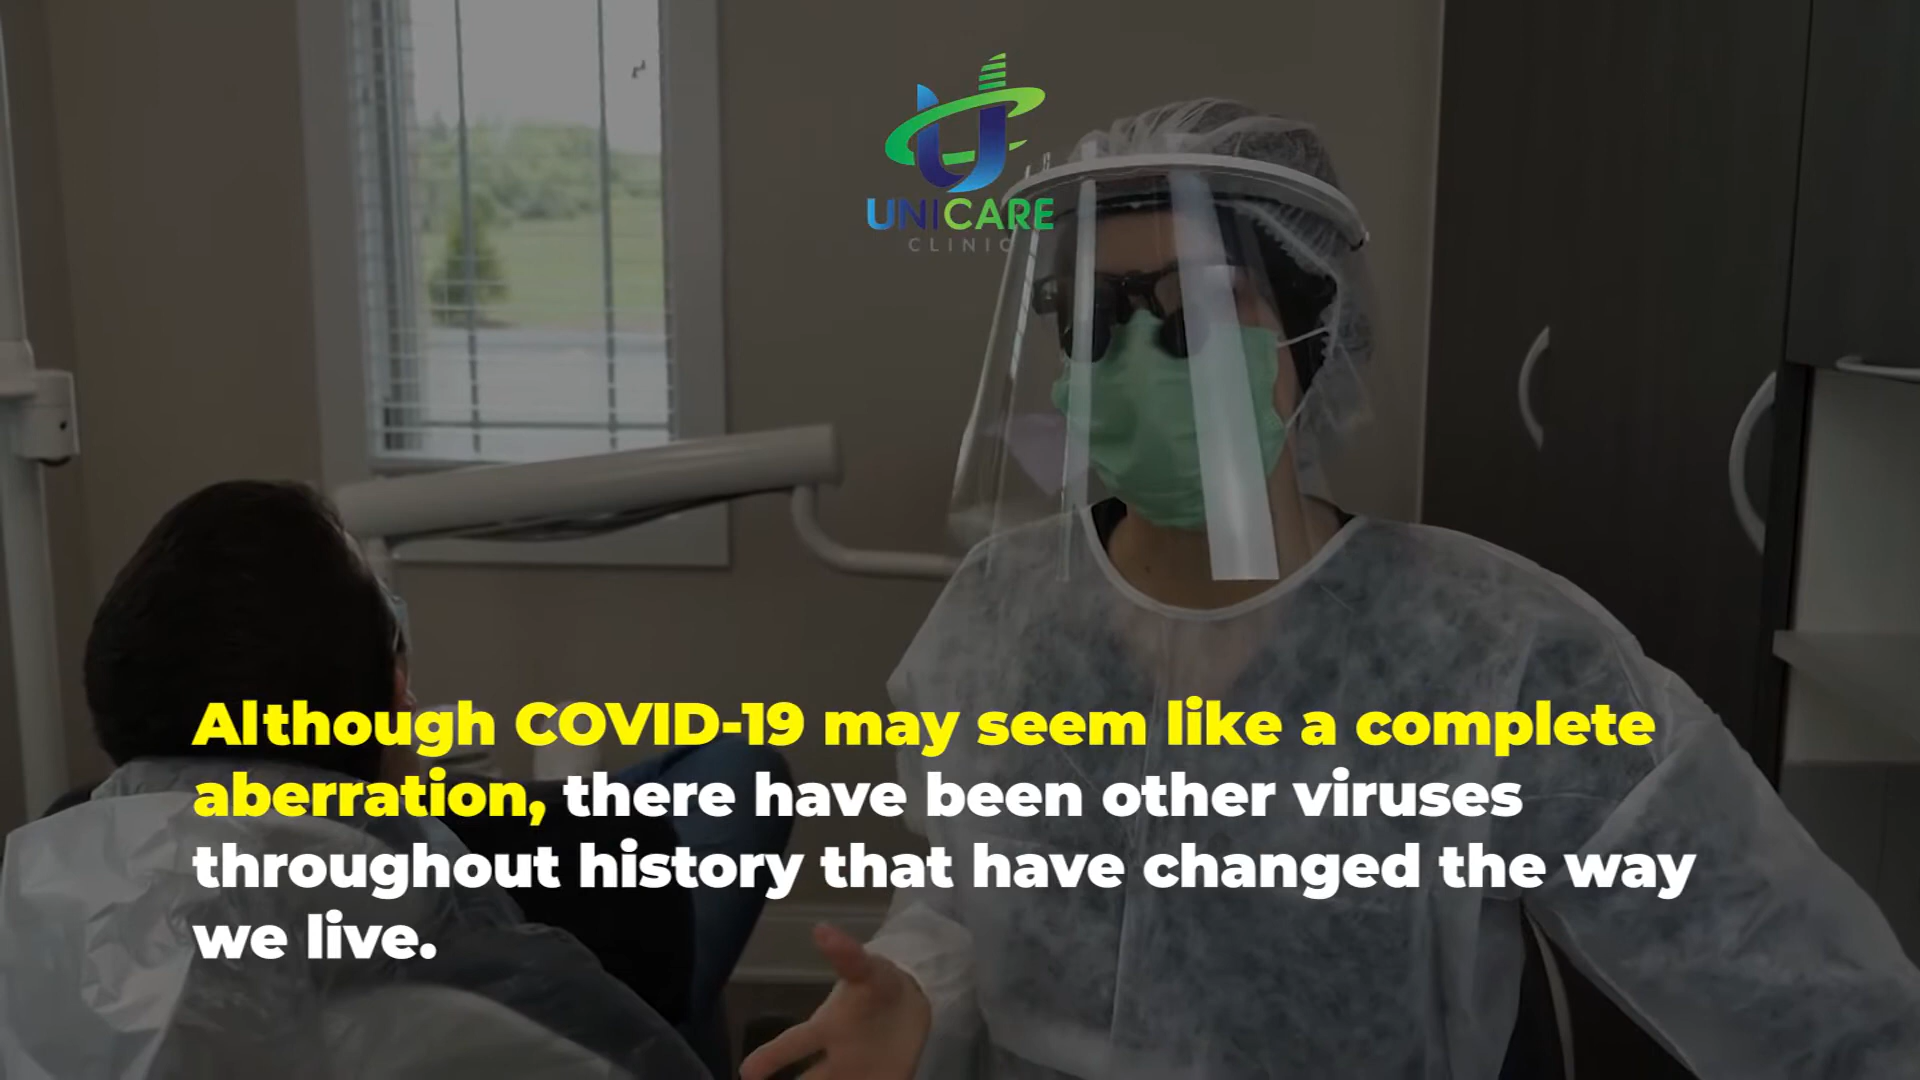 UNICARE
CLINIC
Although COVID-19 may seem like a complete
aberration, there have been other viruses
throughout history that have changed the way
we live.